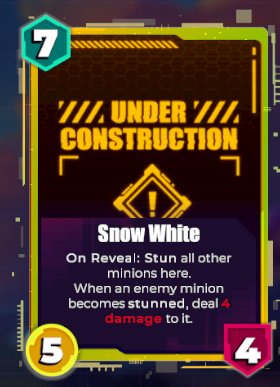 7
/// UNDER ///
CONSTRUCTION
!
Snow White
On Reveal: Stun all other
minions here.
When an enemy minion
becomes stunned, deal 4
damage to it.
5
4